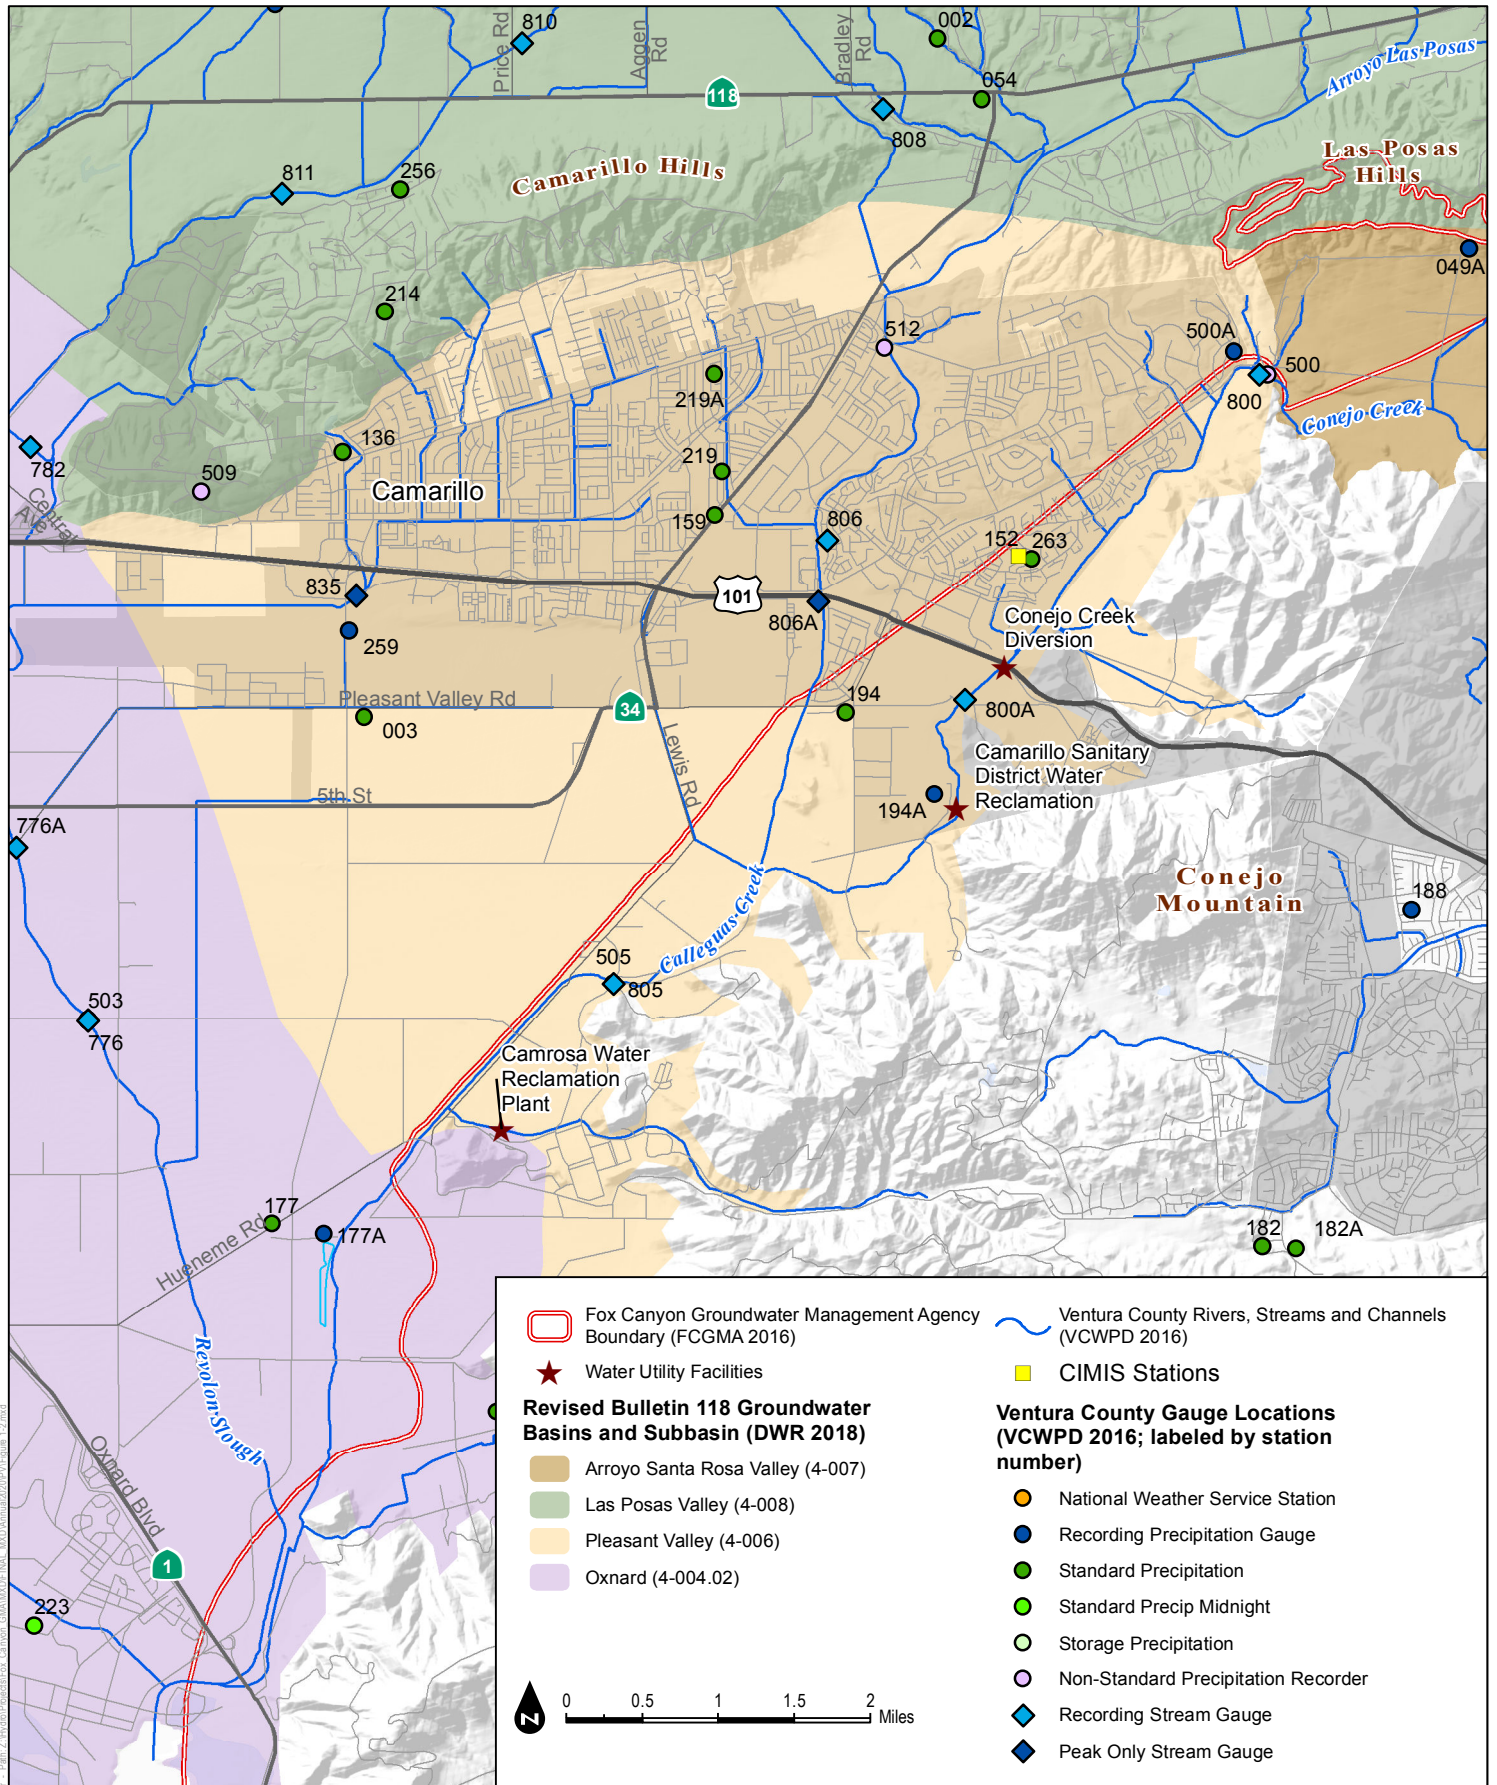 810
002
Price Rd
Aggen
Rd
Bradley
Rd
Arroyo Las Posas
118
054
808
Las Posas
Hills
Camarillo Hills
811
256
049A
214
512
500A
500
219A
800
Conejo Creek
136
782
509
219
Camarillo
Central
Ave
159
806
152
263
835
101
806A
Conejo Creek
Diversion
259
Pleasant Valley Rd
34
194
800A
003
Lewis Rd
Camarillo Sanitary
District Water
Reclamation
5th St
194A
776A
Conejo
Mountain
188
Calleguas Creek
505
805
503
776
Camrosa Water
Reclamation
Plant
177
177A
Hueneme Rd
182
182A
Revolon Slough
Oxnard Blvd
1
223
Fox Canyon Groundwater Management Agency
Boundary (FCGMA 2016)
Water Utility Facilities
Revised Bulletin 118 Groundwater
Basins and Subbasin (DWR 2018)
Arroyo Santa Rosa Valley (4-007)
Las Posas Valley (4-008)
Pleasant Valley (4-006)
Oxnard (4-004.02)
N
0 0.5 1 1.5 2
Miles
Ventura County Rivers, Streams and Channels
(VCWPD 2016)
CIMIS Stations
Ventura County Gauge Locations
(VCWPD 2016; labeled by station
number)
National Weather Service Station
Recording Precipitation Gauge
Standard Precipitation
Standard Precip Midnight
Storage Precipitation
Non-Standard Precipitation Recorder
Recording Stream Gauge
Peak Only Stream Gauge